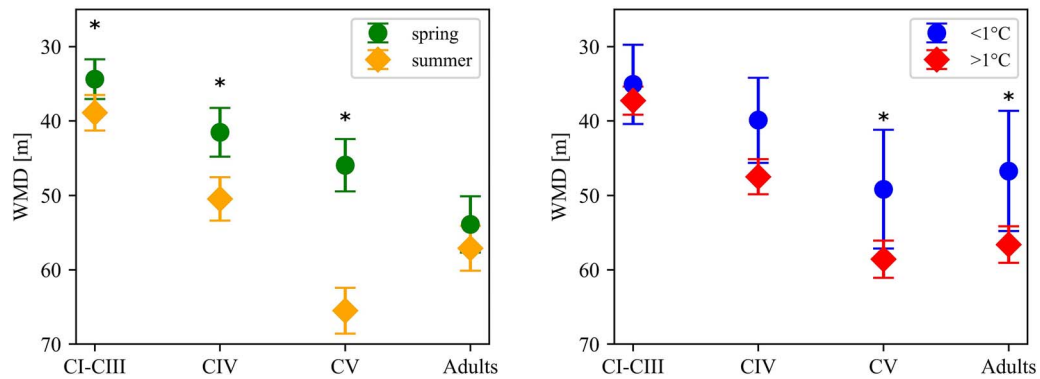 *
*
*
spring
summer
30
40
50
60
70
WMD [m]
CI-CIII
CIV
CV
Adults
*
*
<1°C
>1°C
30
40
50
60
70
WMD [m]
CI-CIII
CIV
CV
Adults